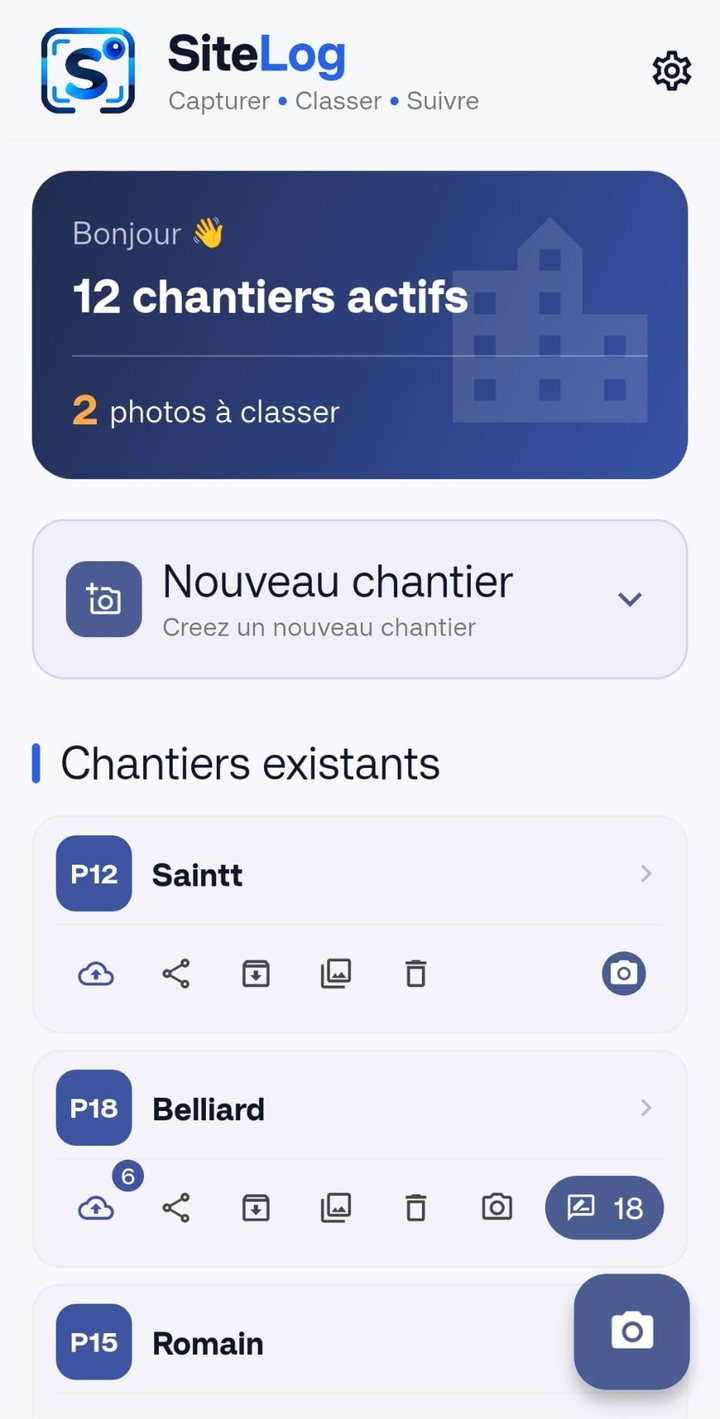 SiteLog
Capturer • Classer • Suivre
Bonjour 👋
12 chantiers actifs
2 photos à classer
Nouveau chantier
Creez un nouveau chantier
Chantiers existants
P12 Saintt
P18 Belliard
6
18
P15 Romain